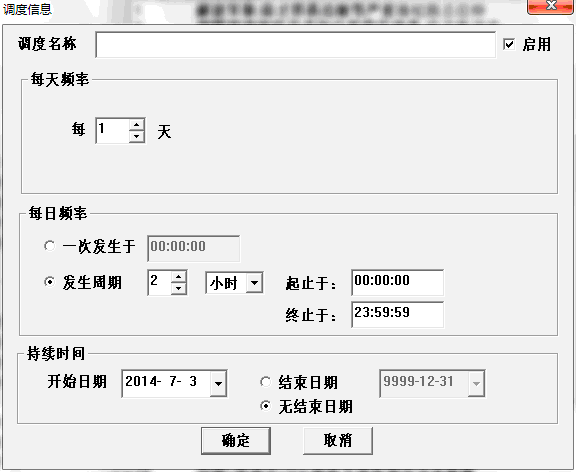 调度信息
调度名称 启用
每天频率
每 1 天
每日频率
一次发生于 00:00:00
发生周期 2 小时 起止于： 00:00:00
终止于： 23:59:59
持续时间
开始日期 2014- 7- 3 结束日期 9999-12-31
无结束日期
确定 取消